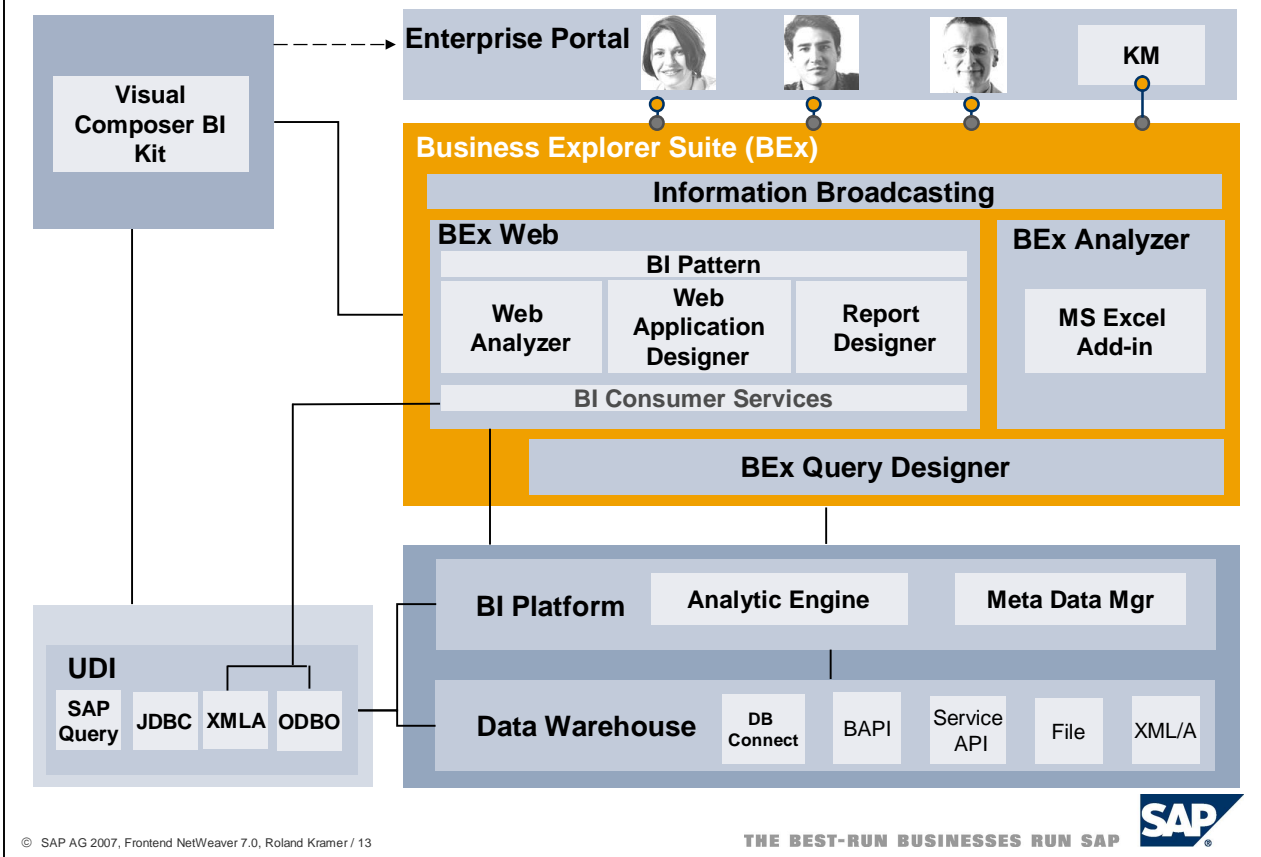 Enterprise Portal
KM
Visual
Composer BI
Kit
Business Explorer Suite (BEx)
Information Broadcasting
BEx Web
BI Pattern
Web
Analyzer
Web
Application
Designer
Report
Designer
BI Consumer Services
BEx Analyzer
MS Excel
Add-in
BEx Query Designer
BI Platform
Analytic Engine
Meta Data Mgr
UDI
SAP
Query
JDBC
XMLA
ODBO
Data Warehouse
DB
Connect
BAPI
Service
API
File
XML/A
© SAP AG 2007, Frontend NetWeaver 7.0, Roland Kramer / 13
THE BEST-RUN BUSINESSES RUN SAP
SAP
®